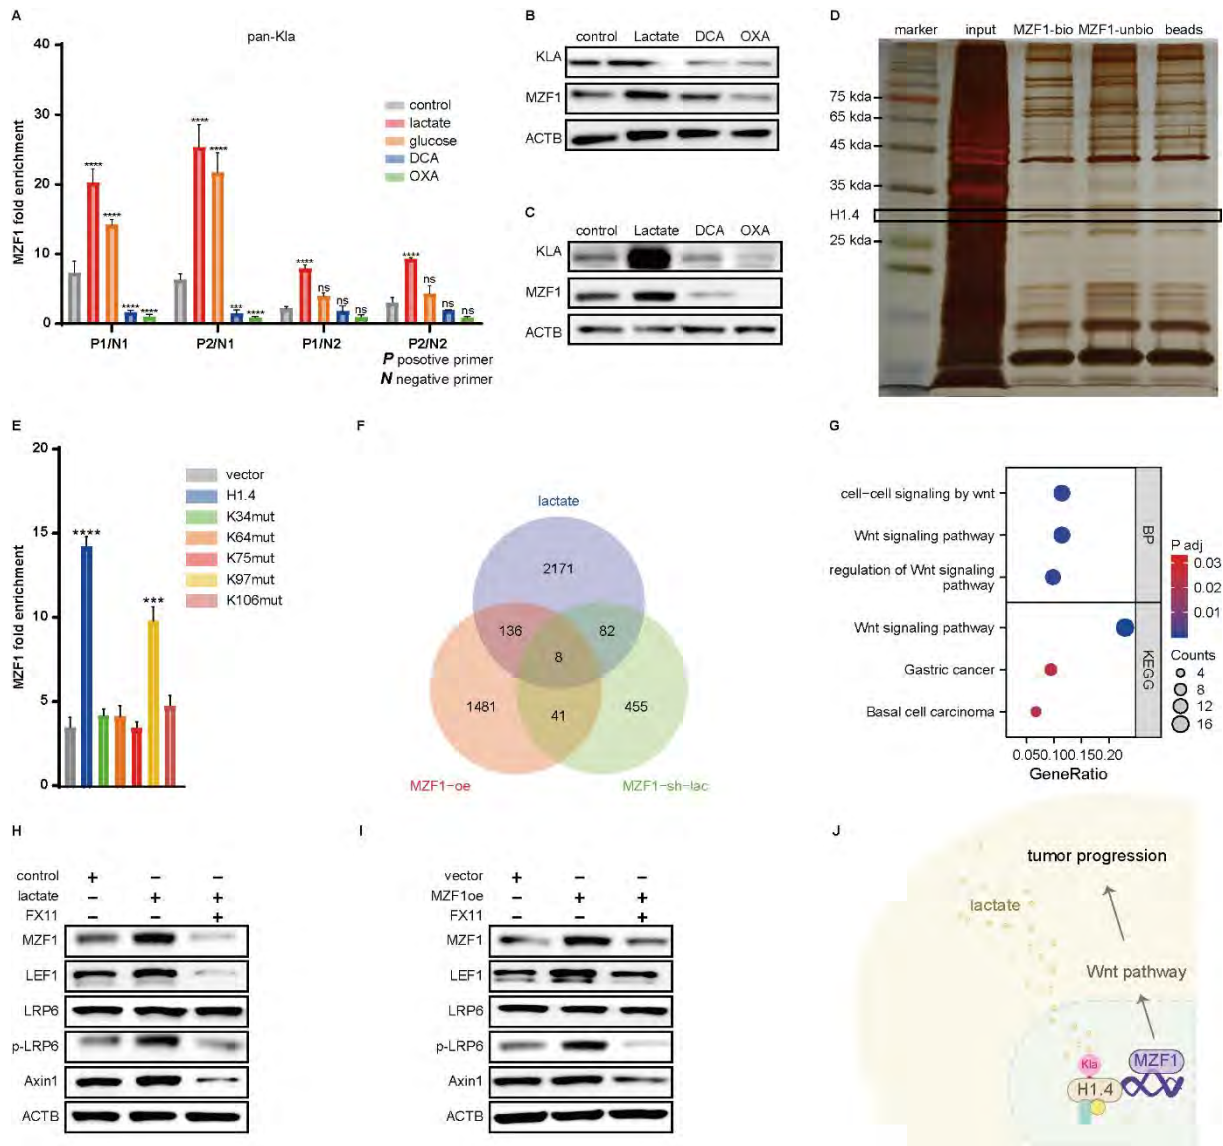 A
pan-Kla
MZF1 fold enrichment
40
30
20
10
0
control
lactate
glucose
DCA
OXA
**** **** **** ****
**** **** *** ****
**** ns ns ns
**** ns ns ns
P1/N1 P2/N1 P1/N2 P2/N2
P posotive primer
N negative primer
B
control Lactate DCA OXA
KLA
MZF1
ACTB
C
control Lactate DCA OXA
KLA
MZF1
ACTB
D
marker input MZF1-bio MZF1-unbio beads
75 kda
65 kda
45 kda
35 kda
H1.4
25 kda
E
MZF1 fold enrichment
20
15
10
5
0
**** ***
vector
H1.4
K34mut
K64mut
K75mut
K97mut
K106mut
F
lactate
2171
136 82
8
1481 41 455
MZF1-oe MZF1-sh-lac
G
cell-cell signaling by wnt
Wnt signaling pathway
regulation of Wnt signaling
pathway
Wnt signaling pathway
Gastric cancer
Basal cell carcinoma
BP
KEGG
0.050.100.150.20
GeneRatio
P adj
0.03
0.02
0.01
Counts
4
8
12
16
H
control + - -
lactate - + +
FX11 - - +
MZF1
LEF1
LRP6
p-LRP6
Axin1
ACTB
I
vector + - -
MZF1oe - + +
FX11 - - +
MZF1
LEF1
LRP6
p-LRP6
Axin1
ACTB
J
tumor progression
lactate
Wnt pathway
Kla
MZF1
H1.4